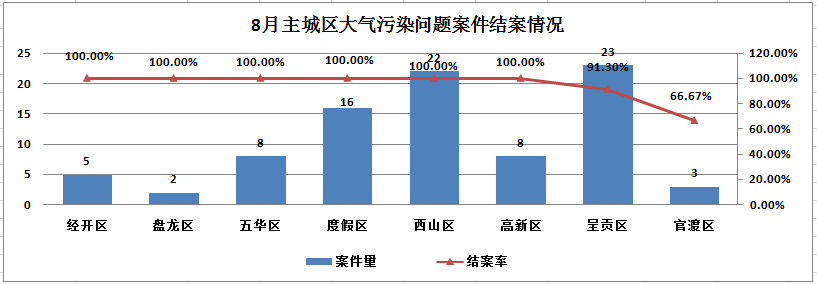 8月主城区大气污染问题案件结案情况
25
20
15
10
5
0
120.00%
100.00%
80.00%
60.00%
40.00%
20.00%
0.00%
100.00% 100.00% 100.00% 100.00% 100.00% 100.00% 91.30% 66.67%
5 2 8 16 22 8 23 3
经开区 盘龙区 五华区 度假区 西山区 高新区 呈贡区 官渡区
案件量 结案率